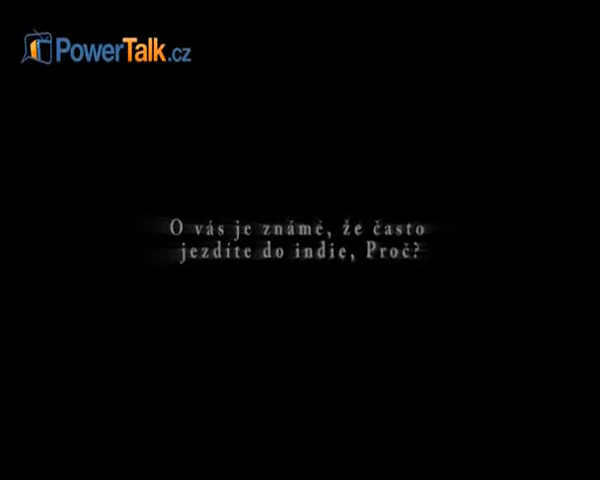 PowerTalk.cz
O vás je známé, že často
jezdíte do indie, Proč?